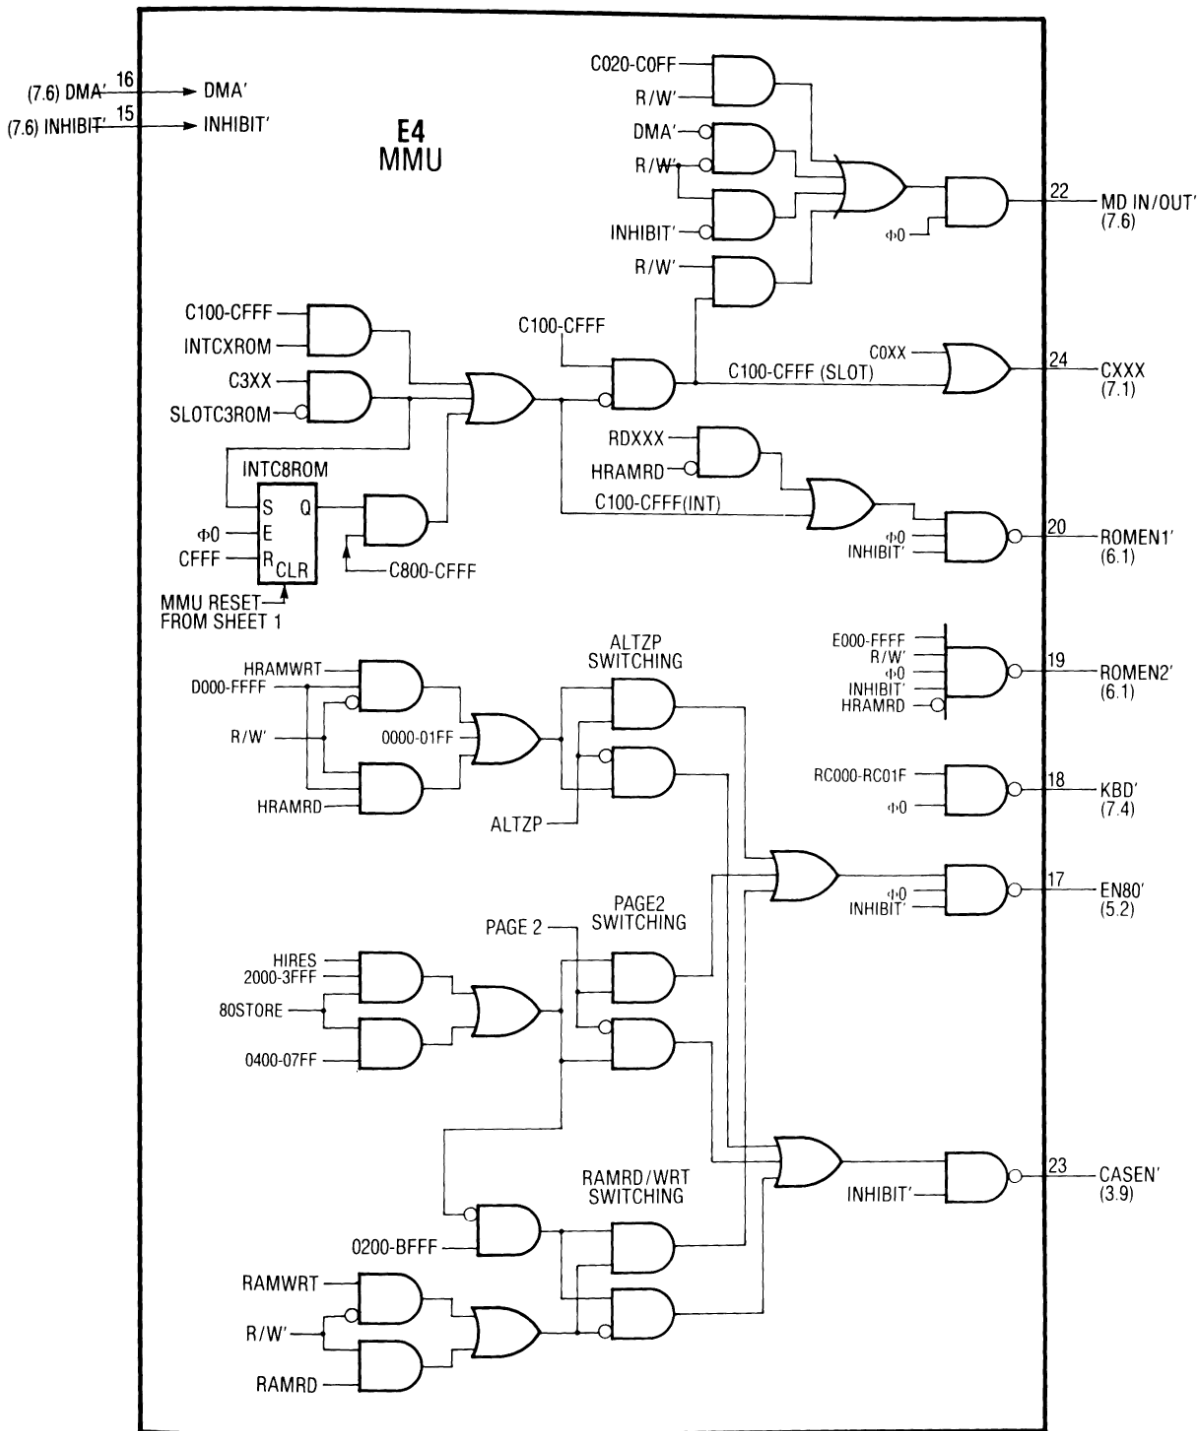 (7.6) DMA′ 16 DMA′
(7.6) INHIBIT′ 15 INHIBIT′
E4
MMU
C020-C0FF
R/W′
DMA′
R/W′
INHIBIT′
R/W′
Φ0
22 MD IN/OUT′
(7.6)
C100-CFFF
INTCXROM
C3XX
SLOTC3ROM
INTC8ROM
S Q
E
R
CLR
Φ0
CFFF
MMU RESET
FROM SHEET 1
C800-CFFF
C100-CFFF
C100-CFFF (SLOT)
C0XX
24 CXXX
(7.1)
RDXXX
HRAMRD
C100-CFFF(INT)
Φ0
INHIBIT′
20 ROMEN1′
(6.1)
E000-FFFF
R/W′
Φ0
INHIBIT′
HRAMRD
19 ROMEN2′
(6.1)
HRAMWRT
D000-FFFF
R/W′
HRAMRD
0000-01FF
ALTZP
SWITCHING
ALTZP
RC000-RC01F
Φ0
18 KBD′
(7.4)
Φ0
INHIBIT′
17 EN80′
(5.2)
PAGE 2
PAGE2
SWITCHING
HIRES
2000-3FFF
80STORE
0400-07FF
RAMRD/WRT
SWITCHING
0200-BFFF
RAMWRT
R/W′
RAMRD
INHIBIT′
23 CASEN′
(3.9)